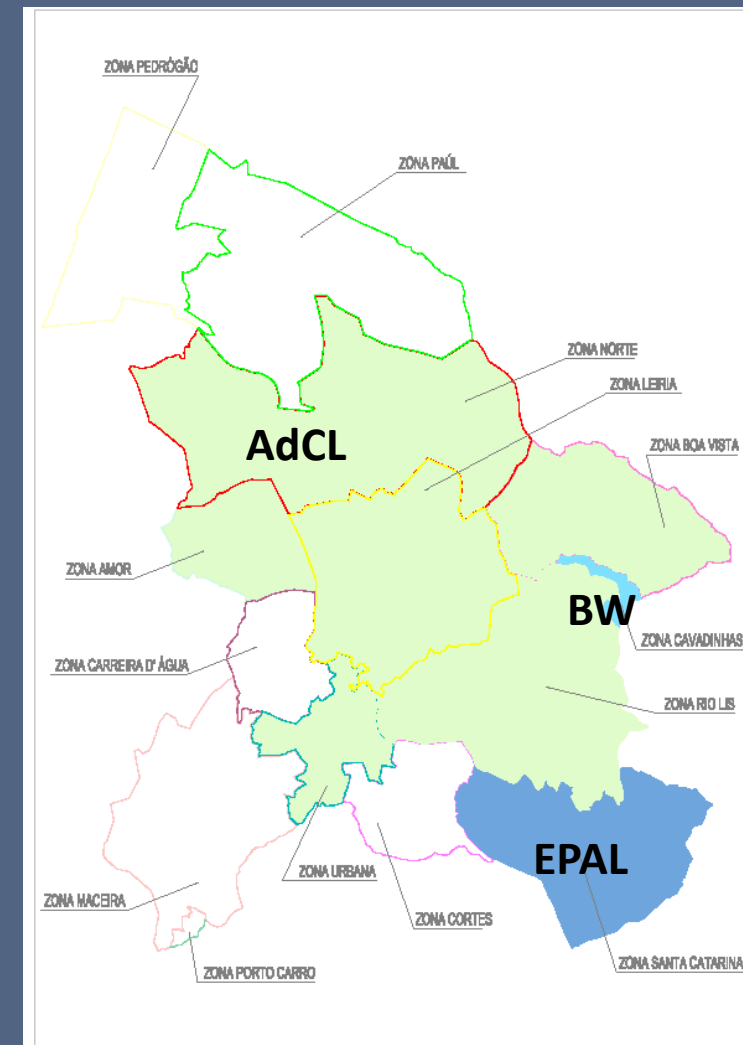 ZONA PEDRÓGÃO
ZONA PAÚL
ZONA NORTE
ZONA LEIRIA
AdCL
ZONA BOA VISTA
ZONA AMOR
BW
ZONA CAVADINHAS
ZONA CARREIRA D' ÁGUA
ZONA RIO LIS
EPAL
ZONA URBANA
ZONA MACEIRA
ZONA CORTES
ZONA SANTA CATARINA
ZONA PORTO CARRO